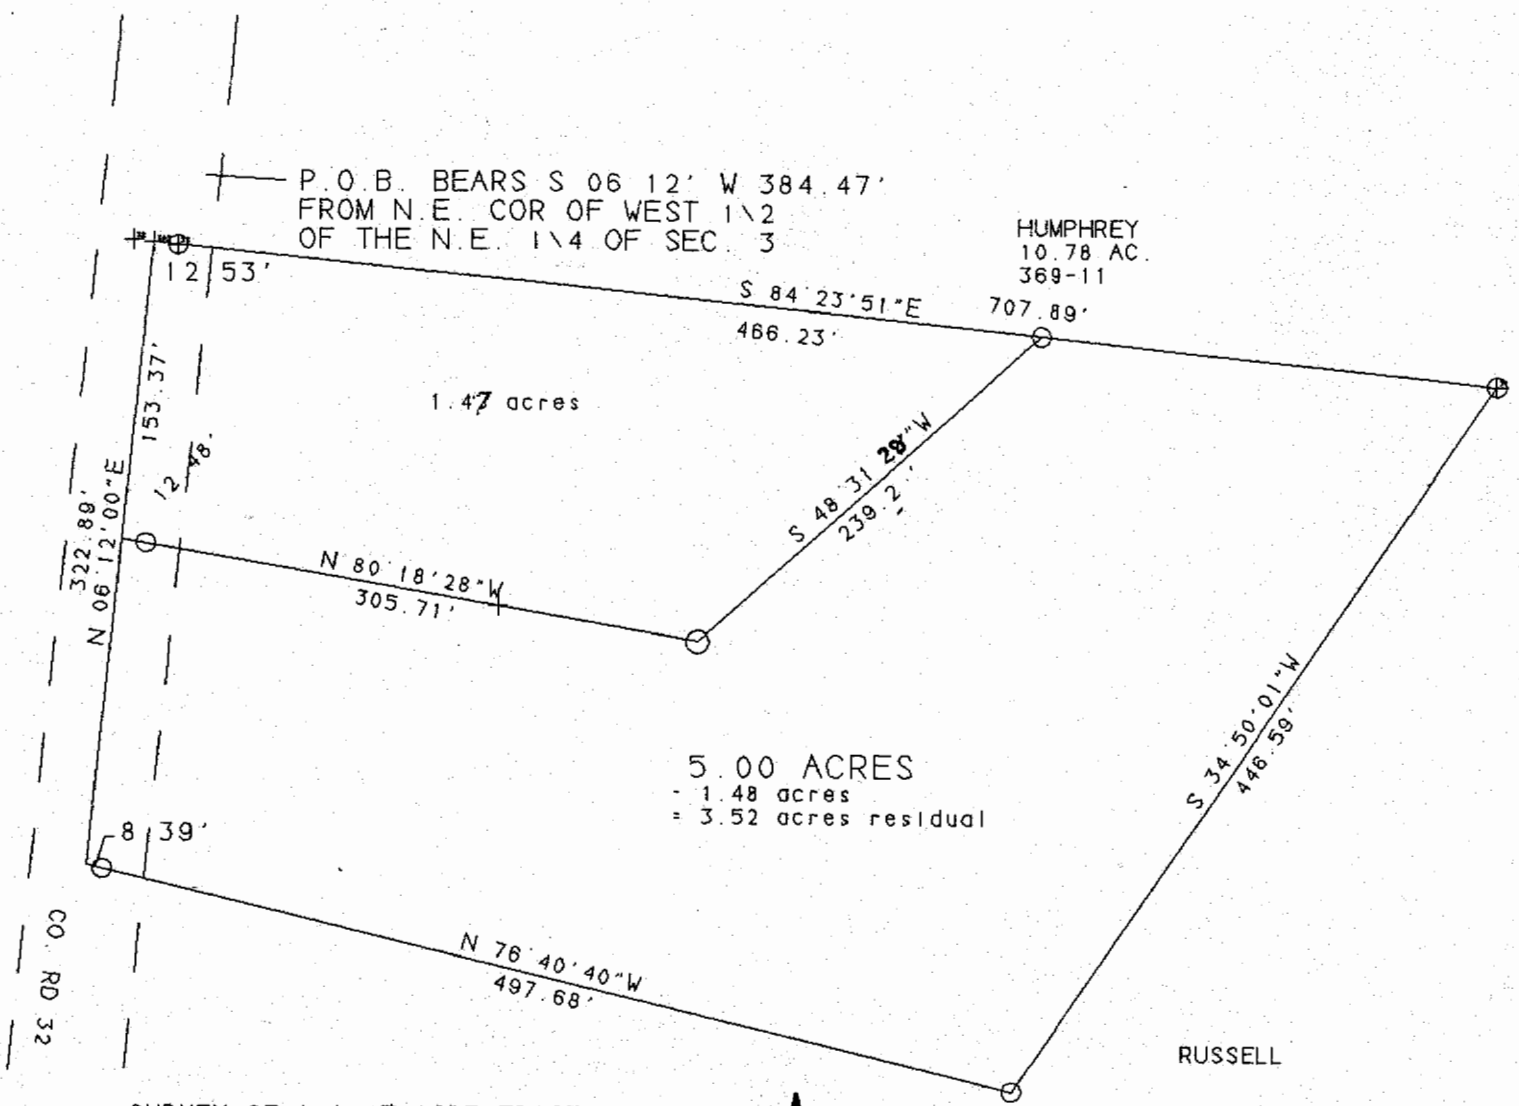 P.O.B. BEARS S 06 12' W 384.47'
FROM N.E. COR OF WEST 1\2
OF THE N.E. 1\4 OF SEC. 3
HUMPHREY
10.78 AC.
369-11
12.53'
S 84 23'51"E
707.89'
466.23'
153.37'
1.47 acres
12.48'
S 48 31 "W
239.2
322.89'
N 06 12'00"E
N 80 18'28"W
305.71'
S 34 50'01"W
446.59'
5.00 ACRES
- 1.48 acres
= 3.52 acres residual
8.39'
N 76 40'40"W
497.68'
CO. RD 32
RUSSELL